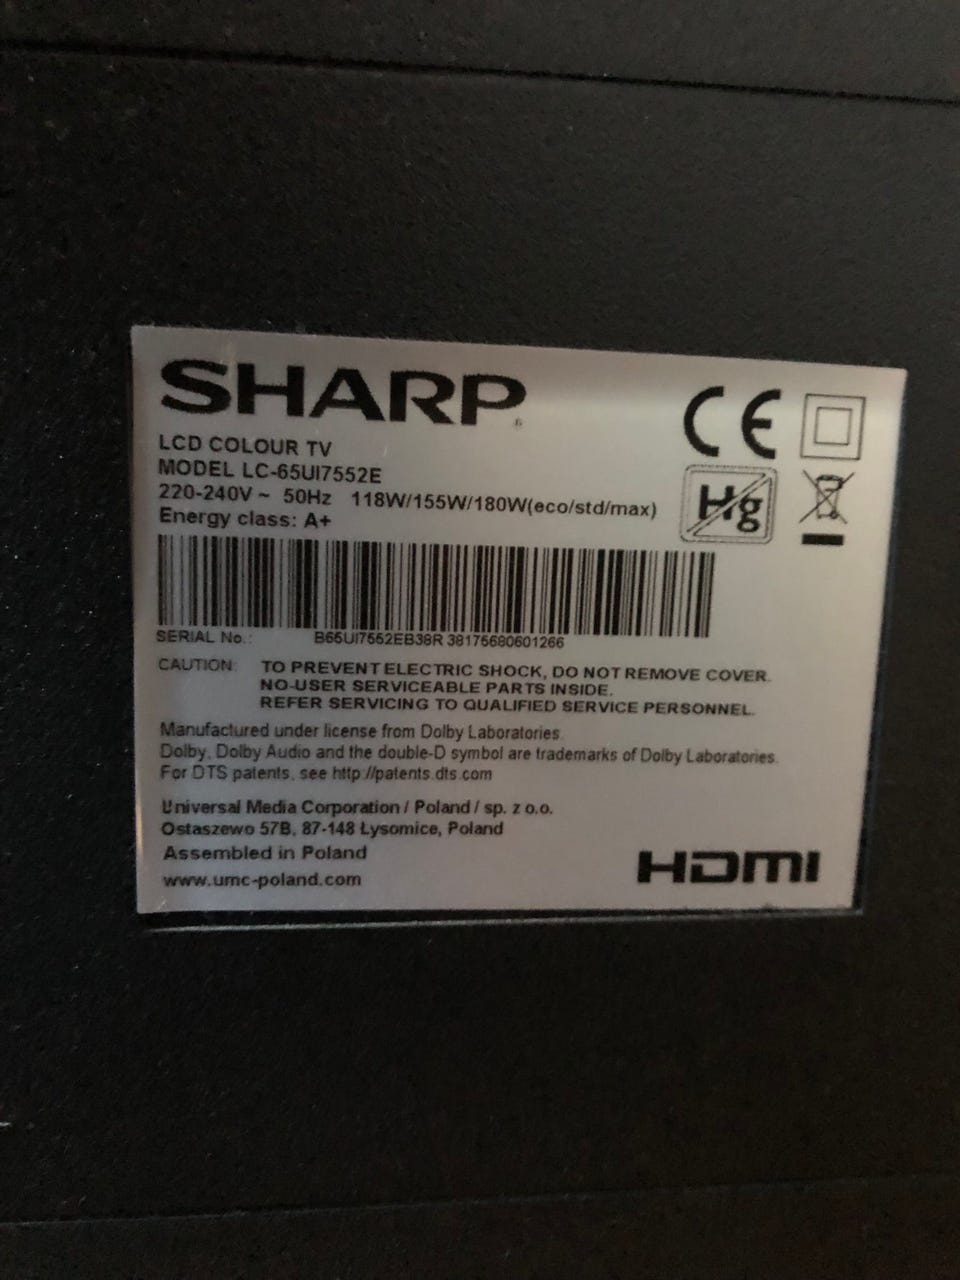 SHARP
LCD COLOUR TV
MODEL LC-65UI7552E
220-240V ~ 50Hz 118W/155W/180W(eco/std/max)
Energy class: A+
CE
Hg
SERIAL No.: B65UI7552EB38R 38175680601266
CAUTION: TO PREVENT ELECTRIC SHOCK, DO NOT REMOVE COVER.
NO-USER SERVICEABLE PARTS INSIDE.
REFER SERVICING TO QUALIFIED SERVICE PERSONNEL.
Manufactured under license from Dolby Laboratories.
Dolby, Dolby Audio and the double-D symbol are trademarks of Dolby Laboratories.
For DTS patents, see http://patents.dts.com
Universal Media Corporation / Poland / sp. z o.o.
Ostaszewo 57B, 87-148 Łysomice, Poland
Assembled in Poland
www.umc-poland.com
HDMI